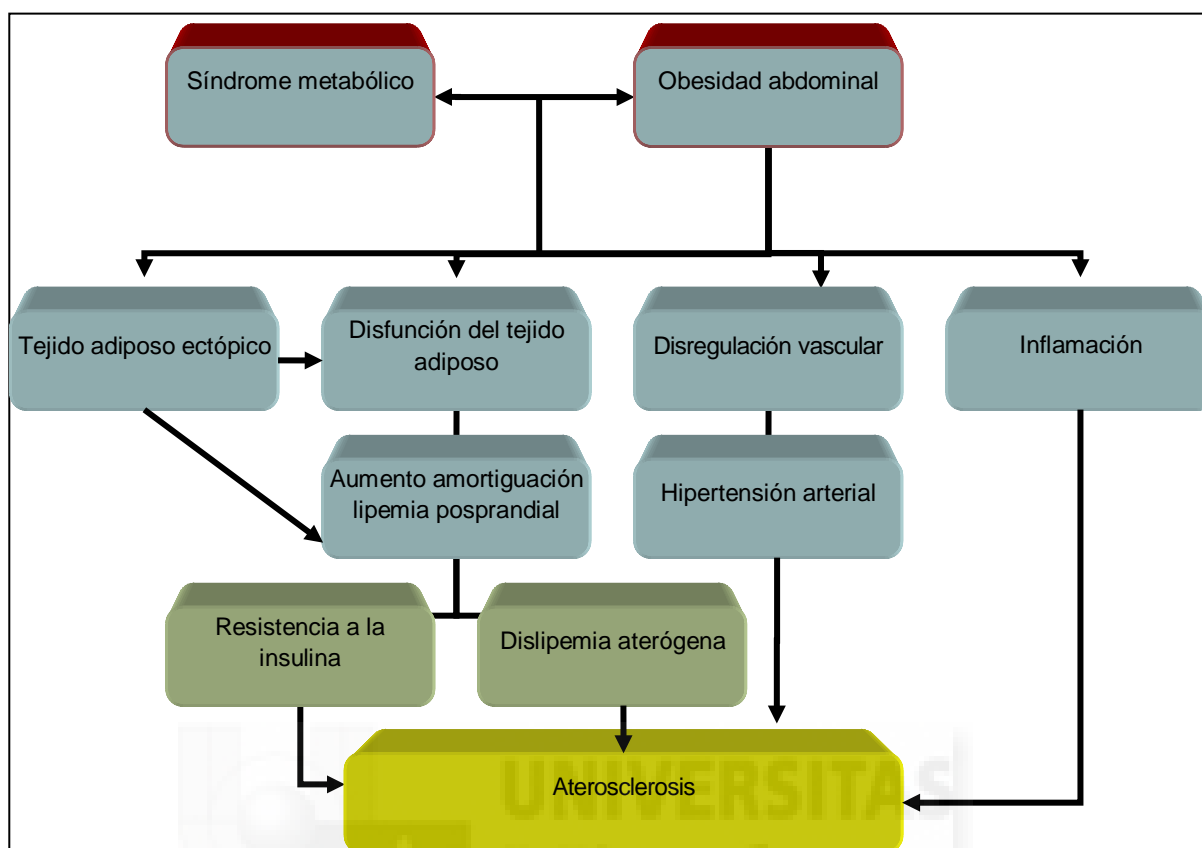 Síndrome metabólico
Obesidad abdominal
Tejido adiposo ectópico
Disfunción del tejido
adiposo
Disregulación vascular
Inflamación
Aumento amortiguación
lipemia posprandial
Hipertensión arterial
Resistencia a la
insulina
Dislipemia aterógena
Aterosclerosis
UNIVERSITAS